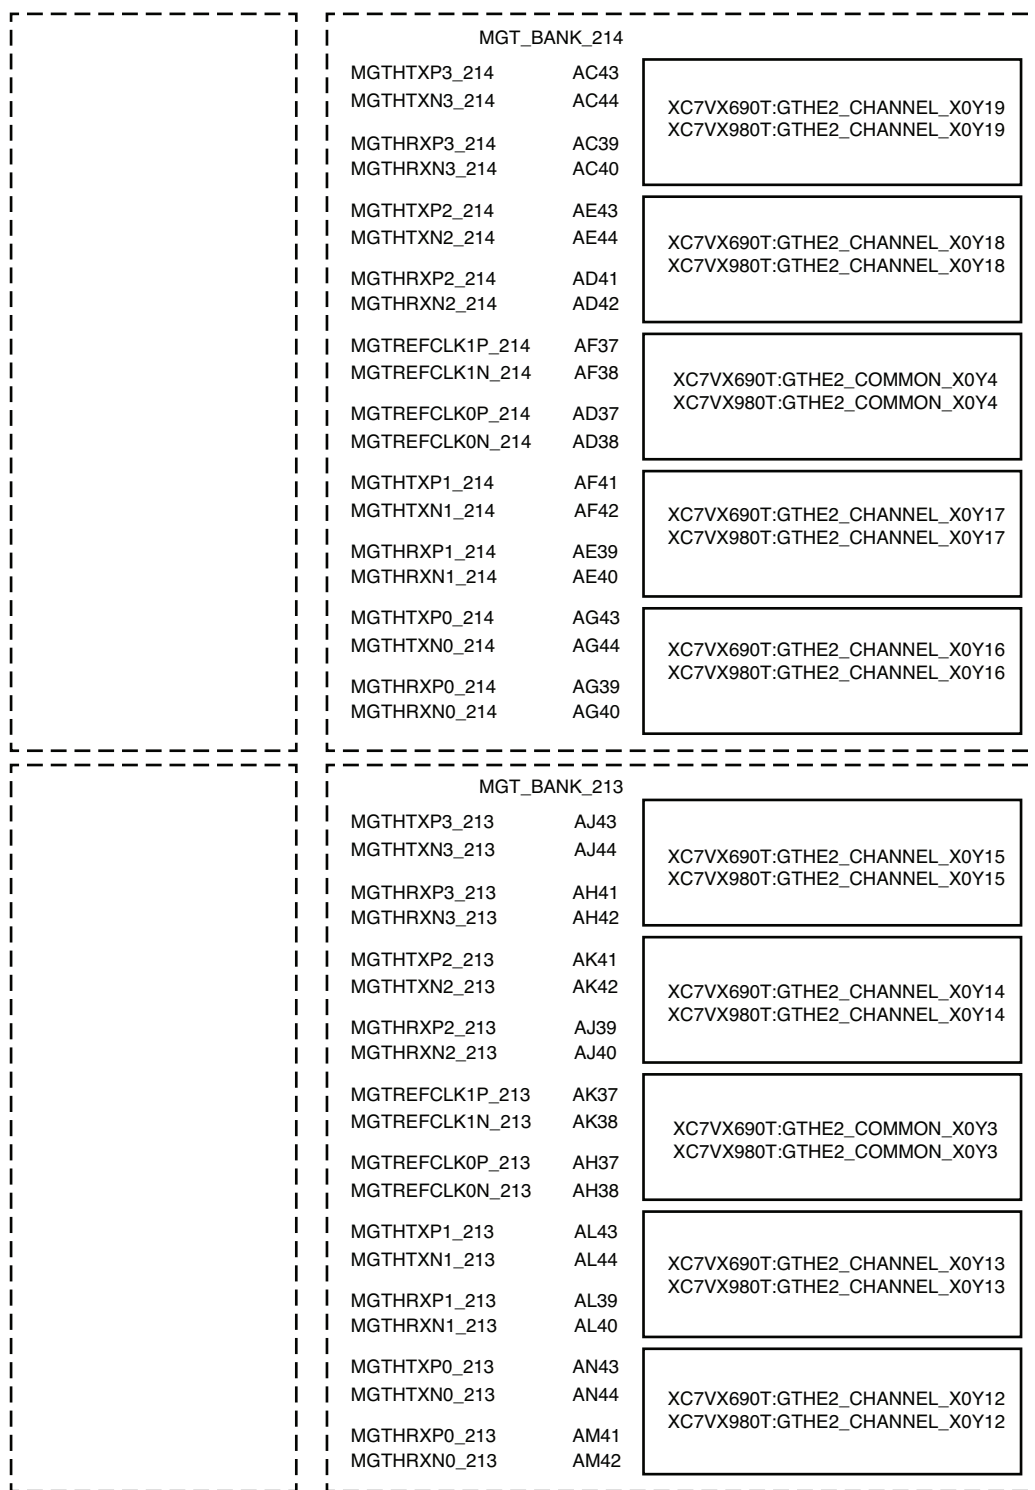 MGT_BANK_214
MGTHTXP3_214 AC43
MGTHTXN3_214 AC44
XC7VX690T:GTHE2_CHANNEL_X0Y19
XC7VX980T:GTHE2_CHANNEL_X0Y19
MGTHRXP3_214 AC39
MGTHRXN3_214 AC40
MGTHTXP2_214 AE43
MGTHTXN2_214 AE44
XC7VX690T:GTHE2_CHANNEL_X0Y18
XC7VX980T:GTHE2_CHANNEL_X0Y18
MGTHRXP2_214 AD41
MGTHRXN2_214 AD42
MGTREFCLK1P_214 AF37
MGTREFCLK1N_214 AF38
XC7VX690T:GTHE2_COMMON_X0Y4
XC7VX980T:GTHE2_COMMON_X0Y4
MGTREFCLK0P_214 AD37
MGTREFCLK0N_214 AD38
MGTHTXP1_214 AF41
MGTHTXN1_214 AF42
XC7VX690T:GTHE2_CHANNEL_X0Y17
XC7VX980T:GTHE2_CHANNEL_X0Y17
MGTHRXP1_214 AE39
MGTHRXN1_214 AE40
MGTHTXP0_214 AG43
MGTHTXN0_214 AG44
XC7VX690T:GTHE2_CHANNEL_X0Y16
XC7VX980T:GTHE2_CHANNEL_X0Y16
MGTHRXP0_214 AG39
MGTHRXN0_214 AG40
MGT_BANK_213
MGTHTXP3_213 AJ43
MGTHTXN3_213 AJ44
XC7VX690T:GTHE2_CHANNEL_X0Y15
XC7VX980T:GTHE2_CHANNEL_X0Y15
MGTHRXP3_213 AH41
MGTHRXN3_213 AH42
MGTHTXP2_213 AK41
MGTHTXN2_213 AK42
XC7VX690T:GTHE2_CHANNEL_X0Y14
XC7VX980T:GTHE2_CHANNEL_X0Y14
MGTHRXP2_213 AJ39
MGTHRXN2_213 AJ40
MGTREFCLK1P_213 AK37
MGTREFCLK1N_213 AK38
XC7VX690T:GTHE2_COMMON_X0Y3
XC7VX980T:GTHE2_COMMON_X0Y3
MGTREFCLK0P_213 AH37
MGTREFCLK0N_213 AH38
MGTHTXP1_213 AL43
MGTHTXN1_213 AL44
XC7VX690T:GTHE2_CHANNEL_X0Y13
XC7VX980T:GTHE2_CHANNEL_X0Y13
MGTHRXP1_213 AL39
MGTHRXN1_213 AL40
MGTHTXP0_213 AN43
MGTHTXN0_213 AN44
XC7VX690T:GTHE2_CHANNEL_X0Y12
XC7VX980T:GTHE2_CHANNEL_X0Y12
MGTHRXP0_213 AM41
MGTHRXN0_213 AM42